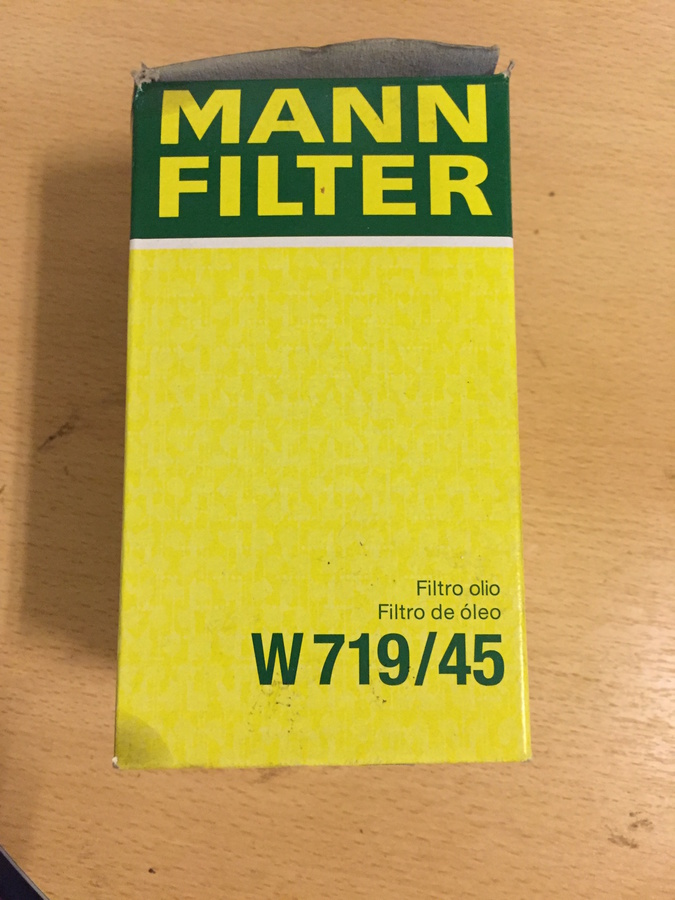 MANN
FILTER
Filtro olio
Filtro de óleo
W 719/45